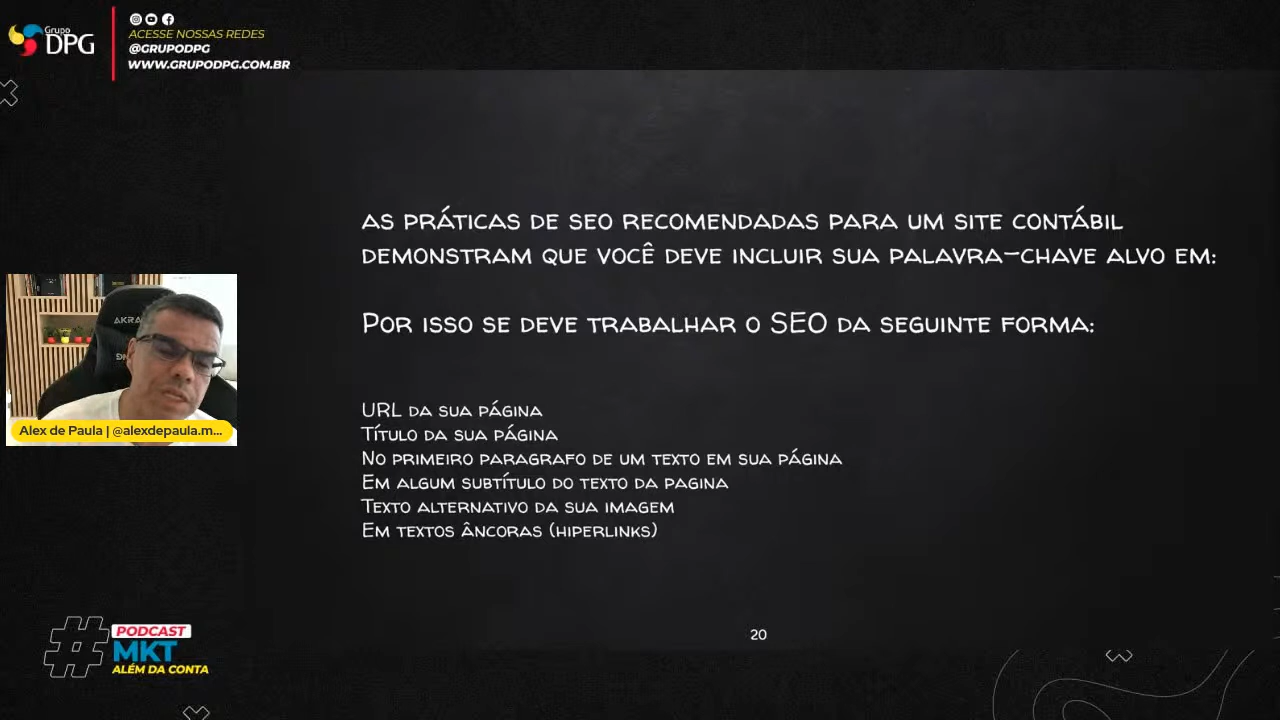 Grupo
DPG
ACESSE NOSSAS REDES
@GRUPODPG
WWW.GRUPODPG.COM.BR
AS PRÁTICAS DE SEO RECOMENDADAS PARA UM SITE CONTÁBIL
DEMONSTRAM QUE VOCÊ DEVE INCLUIR SUA PALAVRA-CHAVE ALVO EM:
POR ISSO SE DEVE TRABALHAR O SEO DA SEGUINTE FORMA:
URL DA SUA PÁGINA
TÍTULO DA SUA PÁGINA
NO PRIMEIRO PARAGRAFO DE UM TEXTO EM SUA PÁGINA
EM ALGUM SUBTÍTULO DO TEXTO DA PAGINA
TEXTO ALTERNATIVO DA SUA IMAGEM
EM TEXTOS ÂNCORAS (HIPERLINKS)
Alex de Paula | @alexdepaula.m...
#
PODCAST
MKT
ALÉM DA CONTA
20